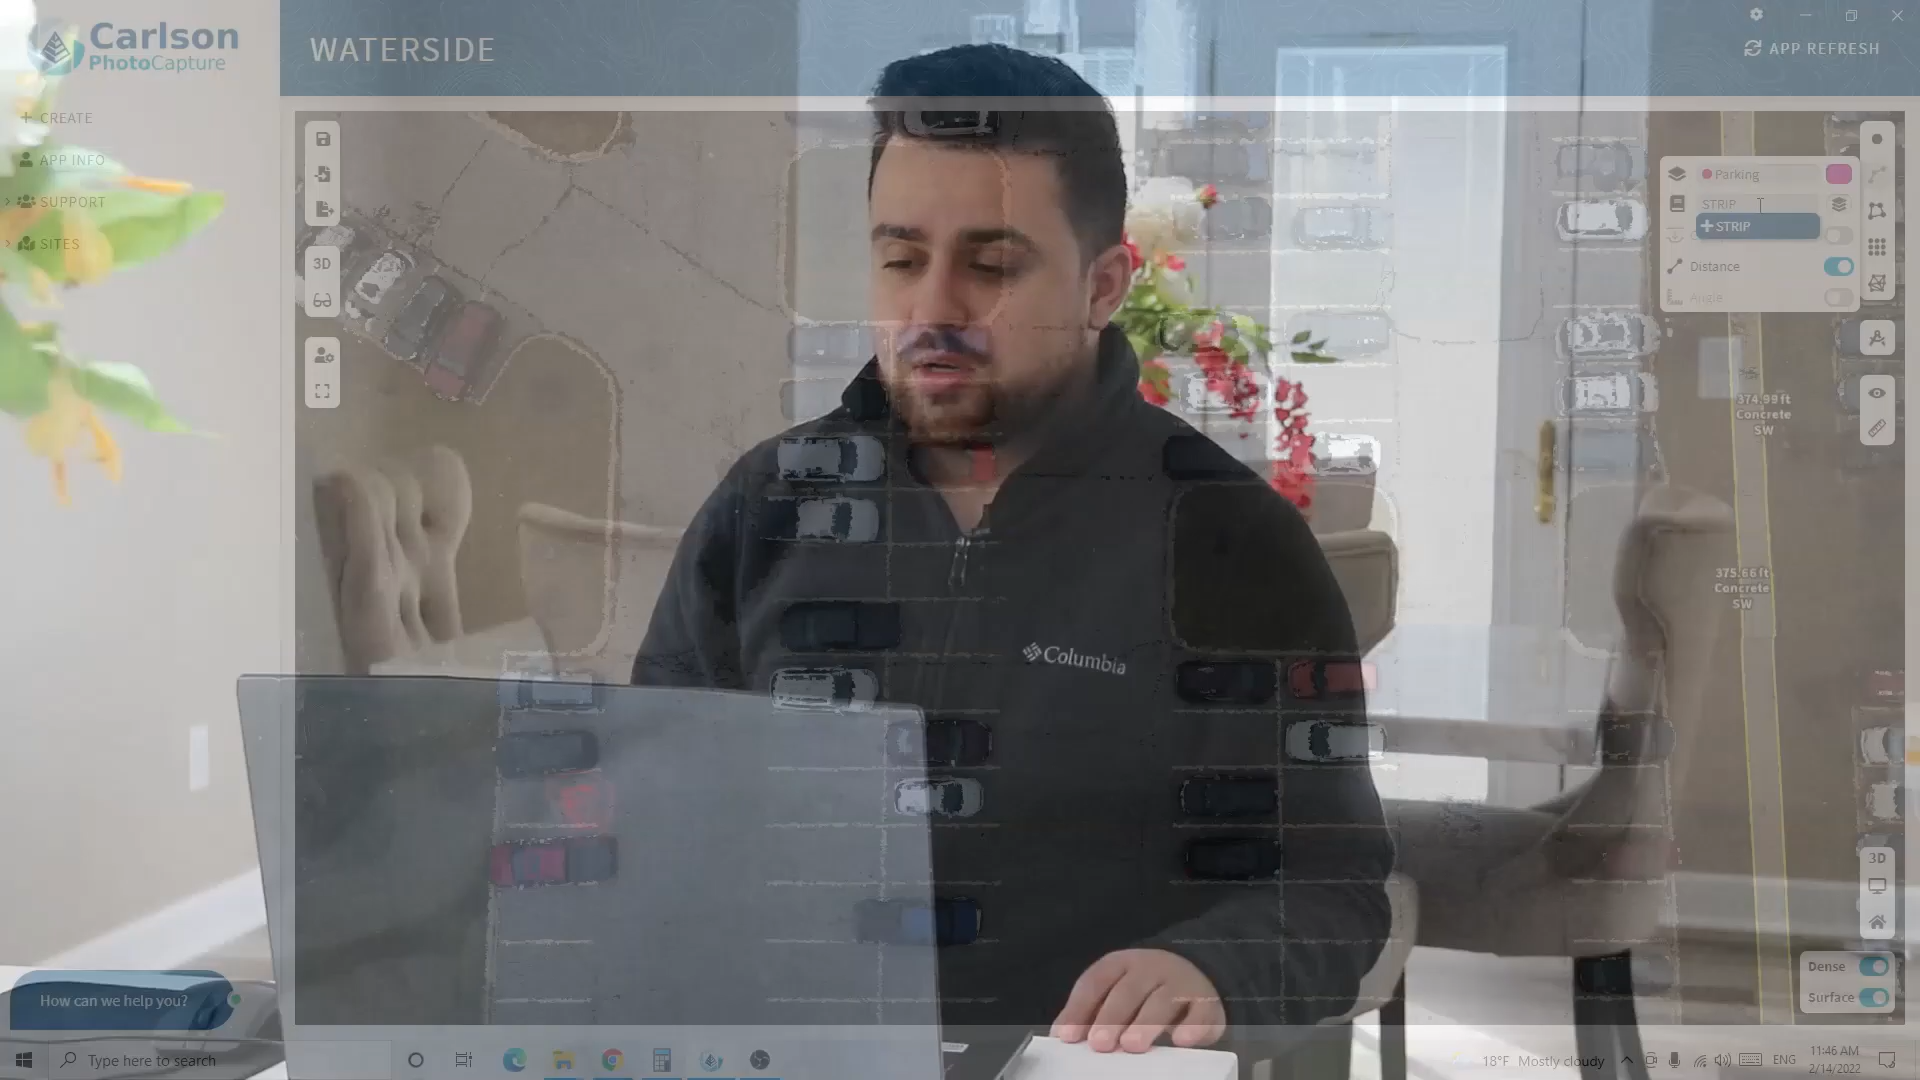 Carlson
PhotoCapture
WATERSIDE
APP REFRESH
CREATE
APP INFO
SUPPORT
SITES
3D
Parking
STRIP
+ STRIP
Distance
Angle
374.99 ft
Concrete
SW
375.66 ft
Concrete
SW
Columbia
3D
Dense
Surface
How can we help you?
Type here to search
18°F Mostly cloudy
ENG
11:46 AM
2/14/2022